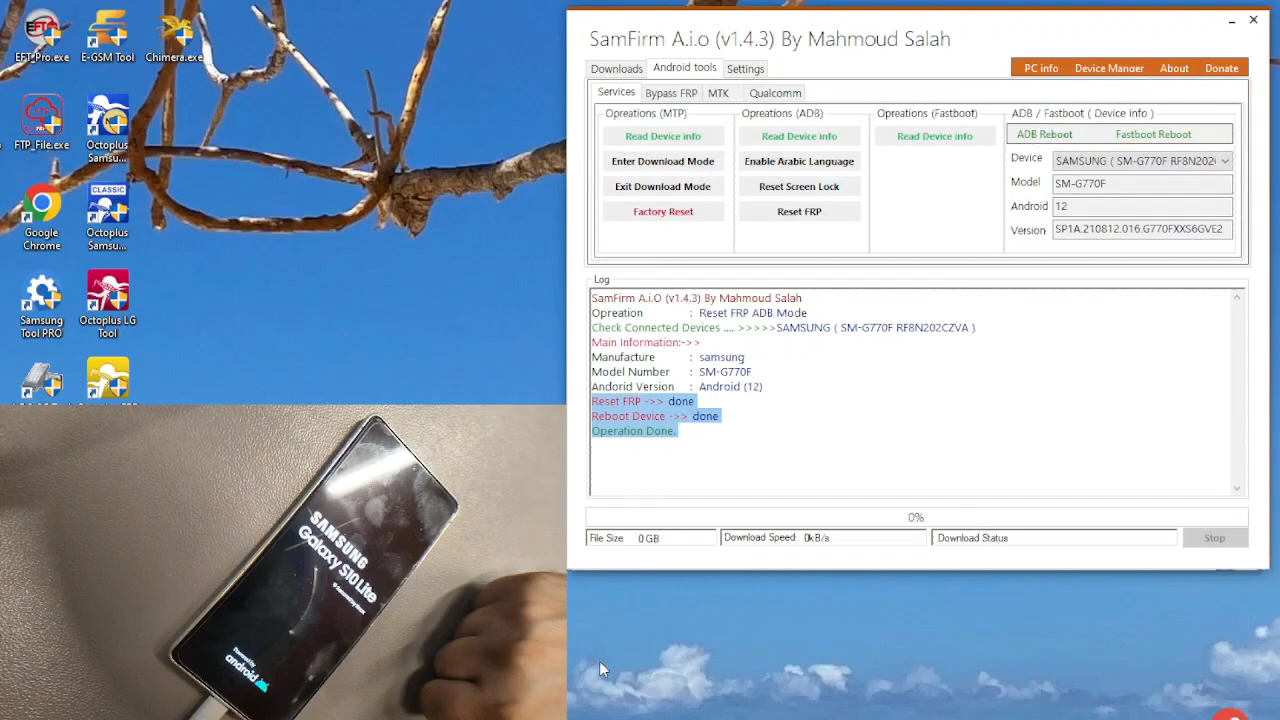 EFT_Pro.exe
E-GSM Tool
Chimera.exe
FTP_File.exe
Octoplus
Samsu...
Google
Chrome
CLASSIC
Octoplus
Samsu...
Samsung
Tool PRO
Octoplus LG
Tool
SamFirm A.i.o (v1.4.3) By Mahmoud Salah
Downloads
Android tools
Settings
PC info
Device Manger
About
Donate
Services
Bypass FRP
MTK
Qualcomm
Opreations (MTP)
Read Device info
Enter Download Mode
Exit Download Mode
Factory Reset
Opreations (ADB)
Read Device info
Enable Arabic Language
Reset Screen Lock
Reset FRP
Opreations (Fastboot)
Read Device info
ADB / Fastboot ( Device info )
ADB Reboot
Fastboot Reboot
Device SAMSUNG ( SM-G770F RF8N202
Model SM-G770F
Android 12
Version SP1A.210812.016.G770FXXS6GVE2
Log
SamFirm A.i.O (v1.4.3) By Mahmoud Salah
Opreation : Reset FRP ADB Mode
Check Connected Devices .... >>>>>SAMSUNG ( SM-G770F RF8N202CZVA )
Main Information:->>
Manufacture : samsung
Model Number : SM-G770F
Andorid Version : Android (12)
Reset FRP ->> done
Reboot Device ->> done
Operation Done.
0%
File Size 0 GB
Download Speed 0kB/s
Download Status
Stop
SAMSUNG
Galaxy S10 Lite
Powered by
android